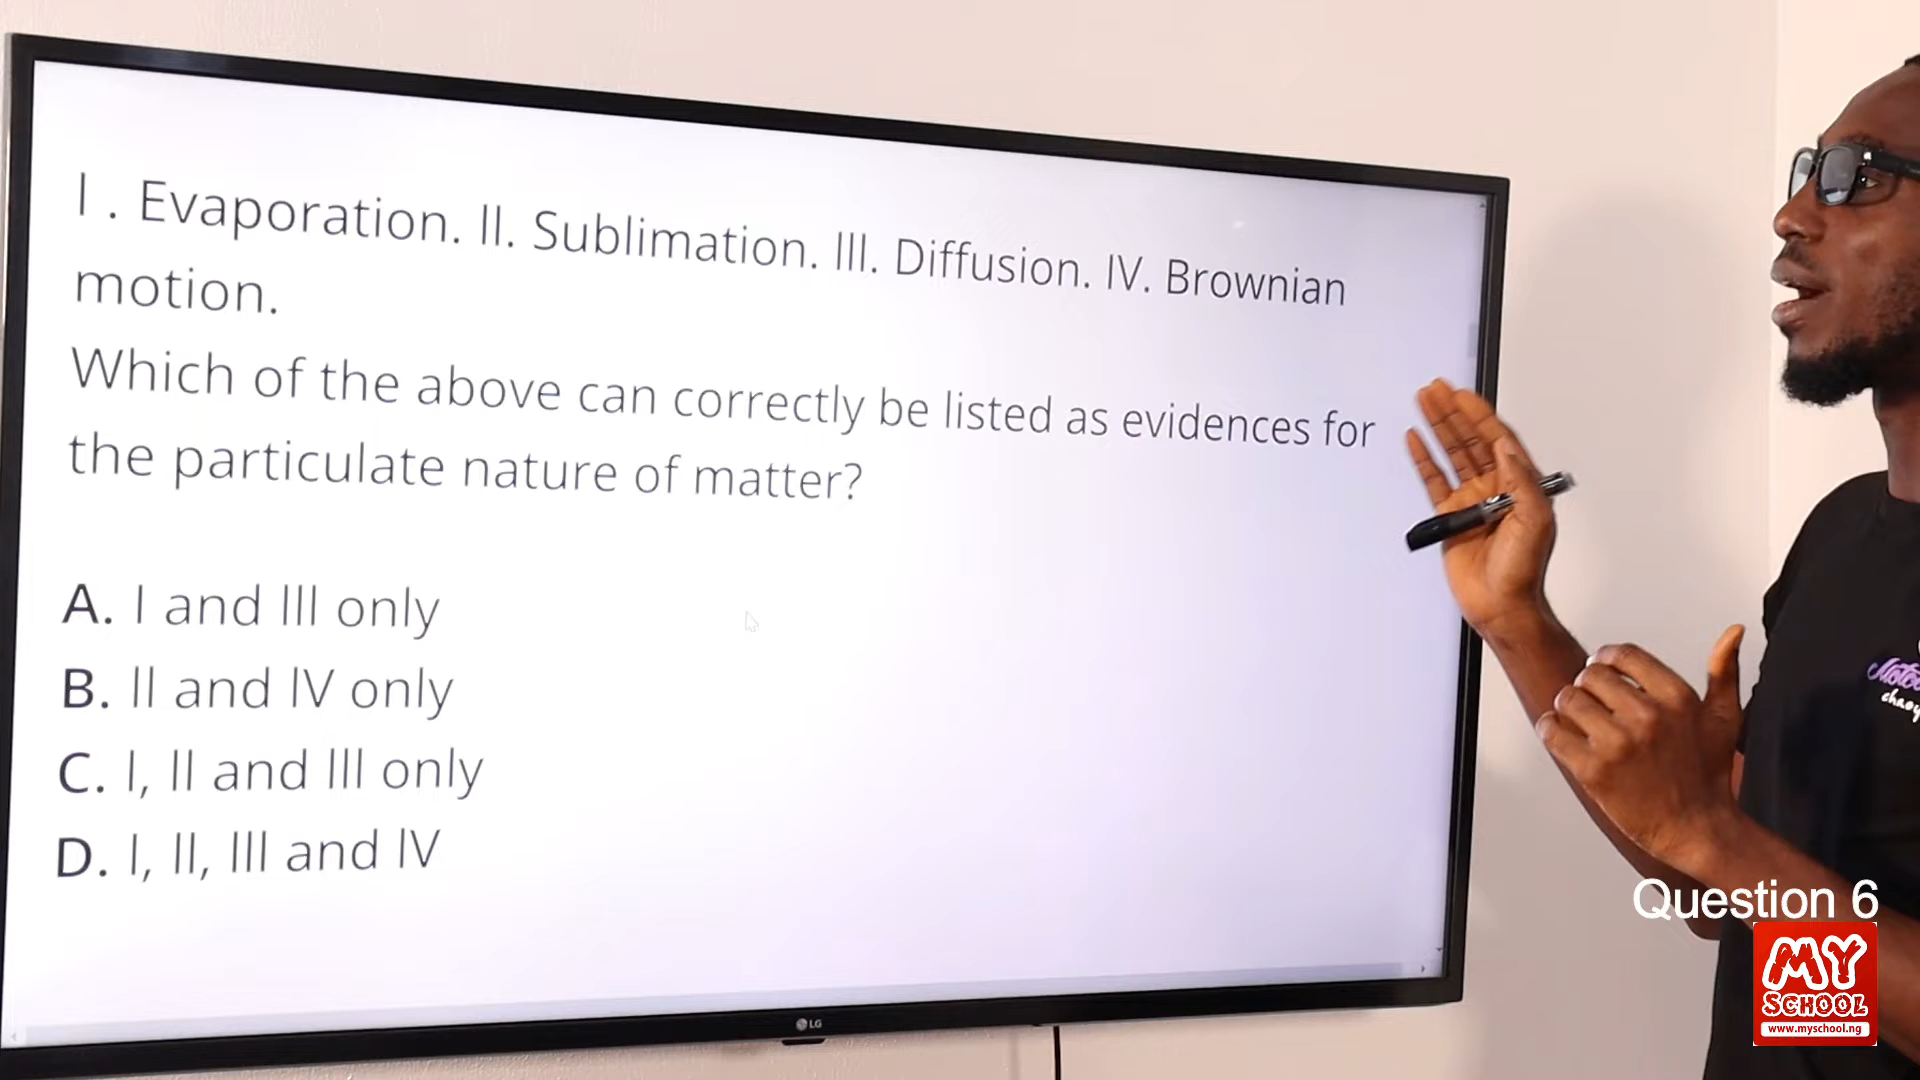 I . Evaporation. II. Sublimation. III. Diffusion. IV. Brownian
motion.
Which of the above can correctly be listed as evidences for
the particulate nature of matter?
A. I and III only
B. II and IV only
C. I, II and III only
D. I, II, III and IV
LG
Question 6
MY
SCHOOL
www.myschool.ng